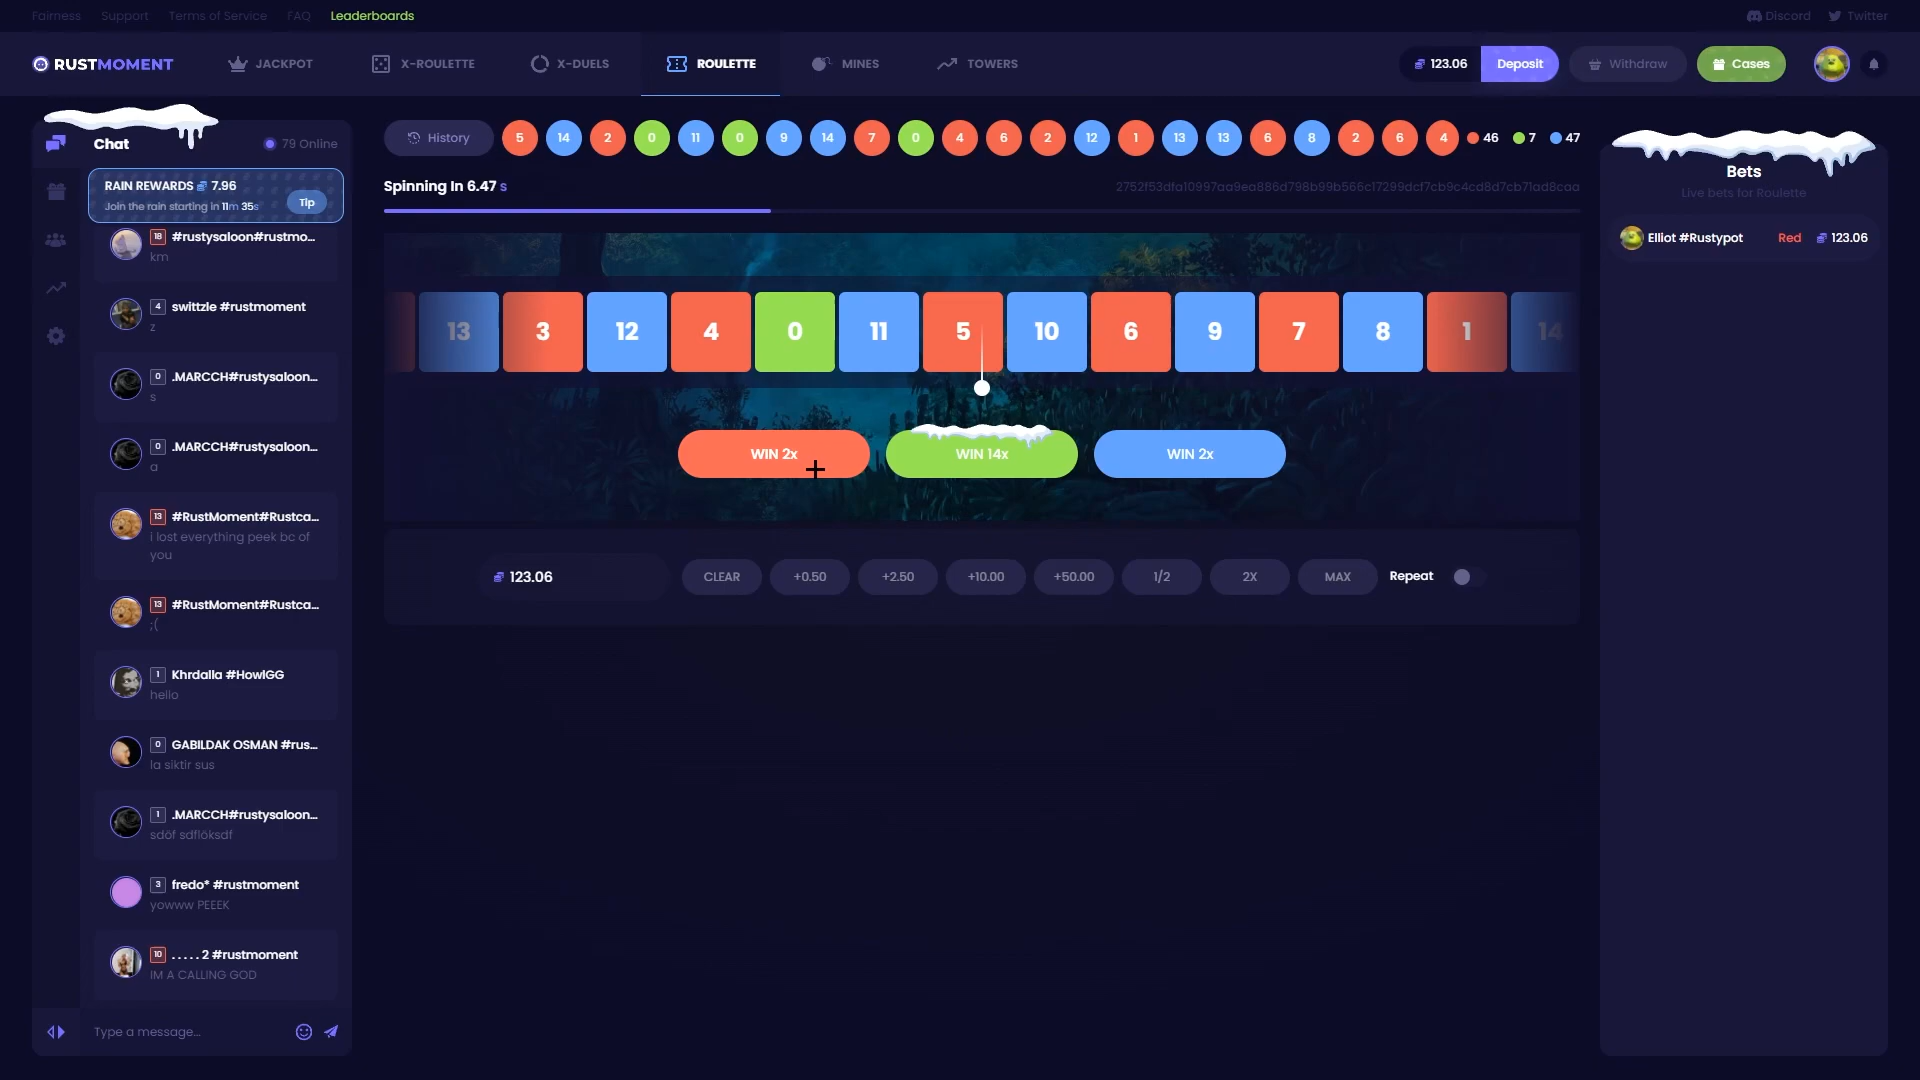 Fairness Support Terms of Service FAQ Leaderboards Discord Twitter
RUSTMOMENT JACKPOT X-ROULETTE X-DUELS ROULETTE MINES TOWERS 123.06 Deposit Withdraw Cases
Chat 79 Online
RAIN REWARDS 7.96
Join the rain starting in 11m 35s Tip
18 #rustysaloon#rustmo...
km
4 swittzle #rustmoment
z
0 .MARCCH#rustysaloon...
s
0 .MARCCH#rustysaloon...
a
13 #RustMoment#Rustca...
i lost everything peek bc of
you
13 #RustMoment#Rustca...
;(
1 Khrdalla #HowlGG
hello
0 GABILDAK OSMAN #rus...
la siktir sus
1 .MARCCH#rustysaloon...
sdöf sdflöksdf
3 fredo* #rustmoment
yowww PEEEK
10 . . . . . 2 #rustmoment
IM A CALLING GOD
Type a message...
History 5 14 2 0 11 0 9 14 7 0 4 6 2 12 1 13 13 6 8 2 6 4 46 7 47
Spinning In 6.47 s 2752f53dfa10997aa9ea886d798b99b566c17299dcf7cb9c4cd8d7cb71ad8caa
13 3 12 4 0 11 5 10 6 9 7 8 1 14
WIN 2x WIN 14x WIN 2x
123.06 CLEAR +0.50 +2.50 +10.00 +50.00 1/2 2X MAX Repeat
Bets
Live bets for Roulette
Elliot #Rustypot Red 123.06